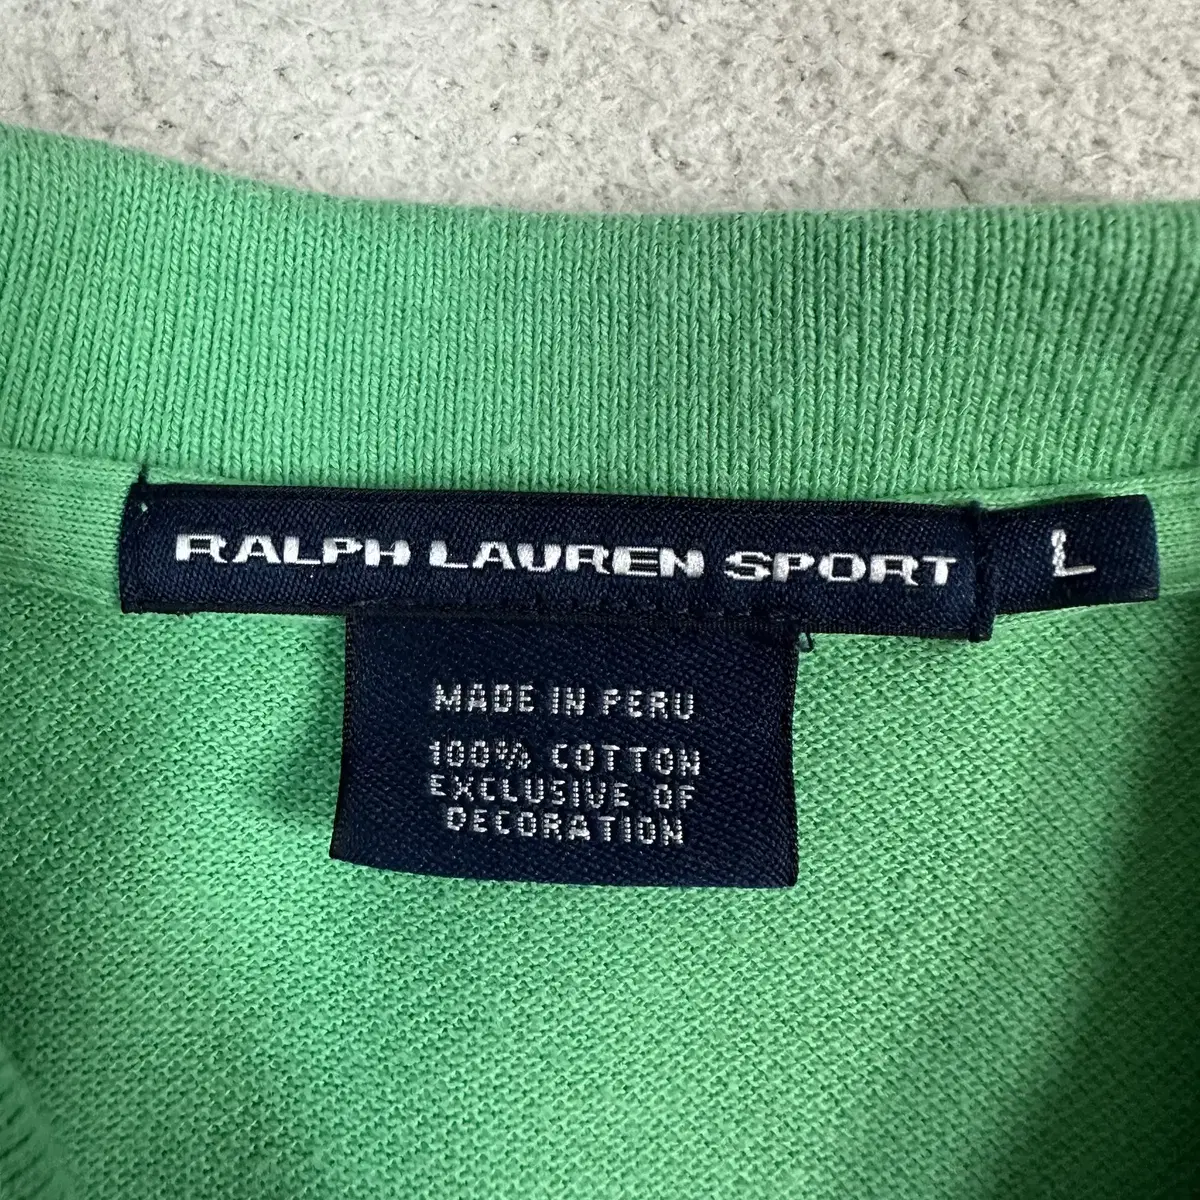 RALPH LAUREN SPORT L
MADE IN PERU
100% COTTON
EXCLUSIVE OF
DECORATION